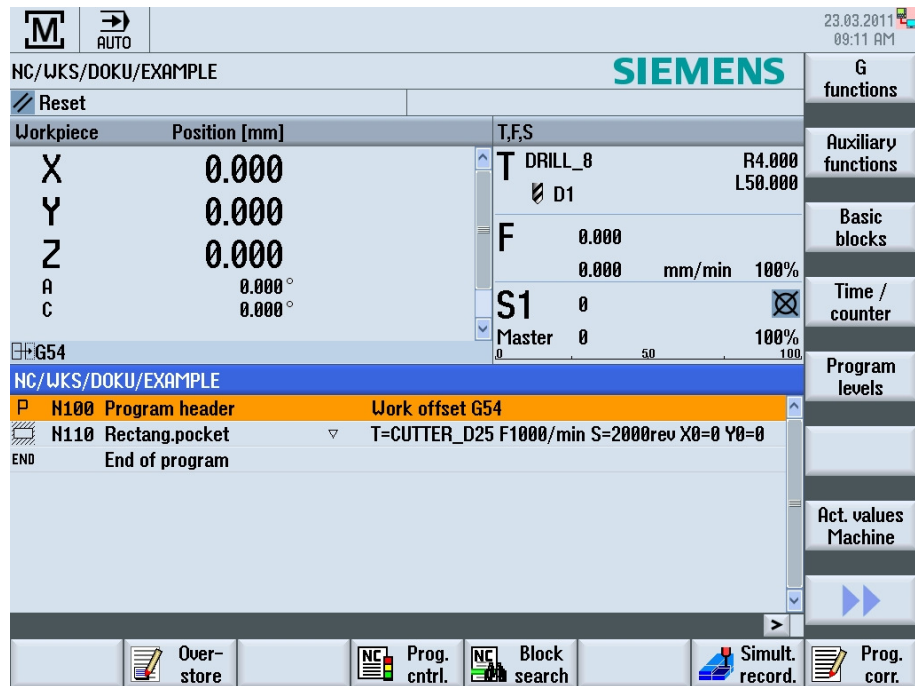 M AUTO
23.03.2011
09:11 AM
NC/WKS/DOKU/EXAMPLE
SIEMENS
Reset
Workpiece Position [mm]
X 0.000
Y 0.000
Z 0.000
A 0.000°
C 0.000°
G54
T,F,S
T DRILL_8 R4.000
D1 L50.000
F 0.000
0.000 mm/min 100%
S1 0
Master 0 100%
0 50 100
NC/WKS/DOKU/EXAMPLE
P N100 Program header Work offset G54
N110 Rectang.pocket ▽ T=CUTTER_D25 F1000/min S=2000rev X0=0 Y0=0
END End of program
>
G
functions
Auxiliary
functions
Basic
blocks
Time /
counter
Program
levels
Act. values
Machine
Over-
store
NC Prog.
cntrl.
NC Block
search
Simult.
record.
Prog.
corr.